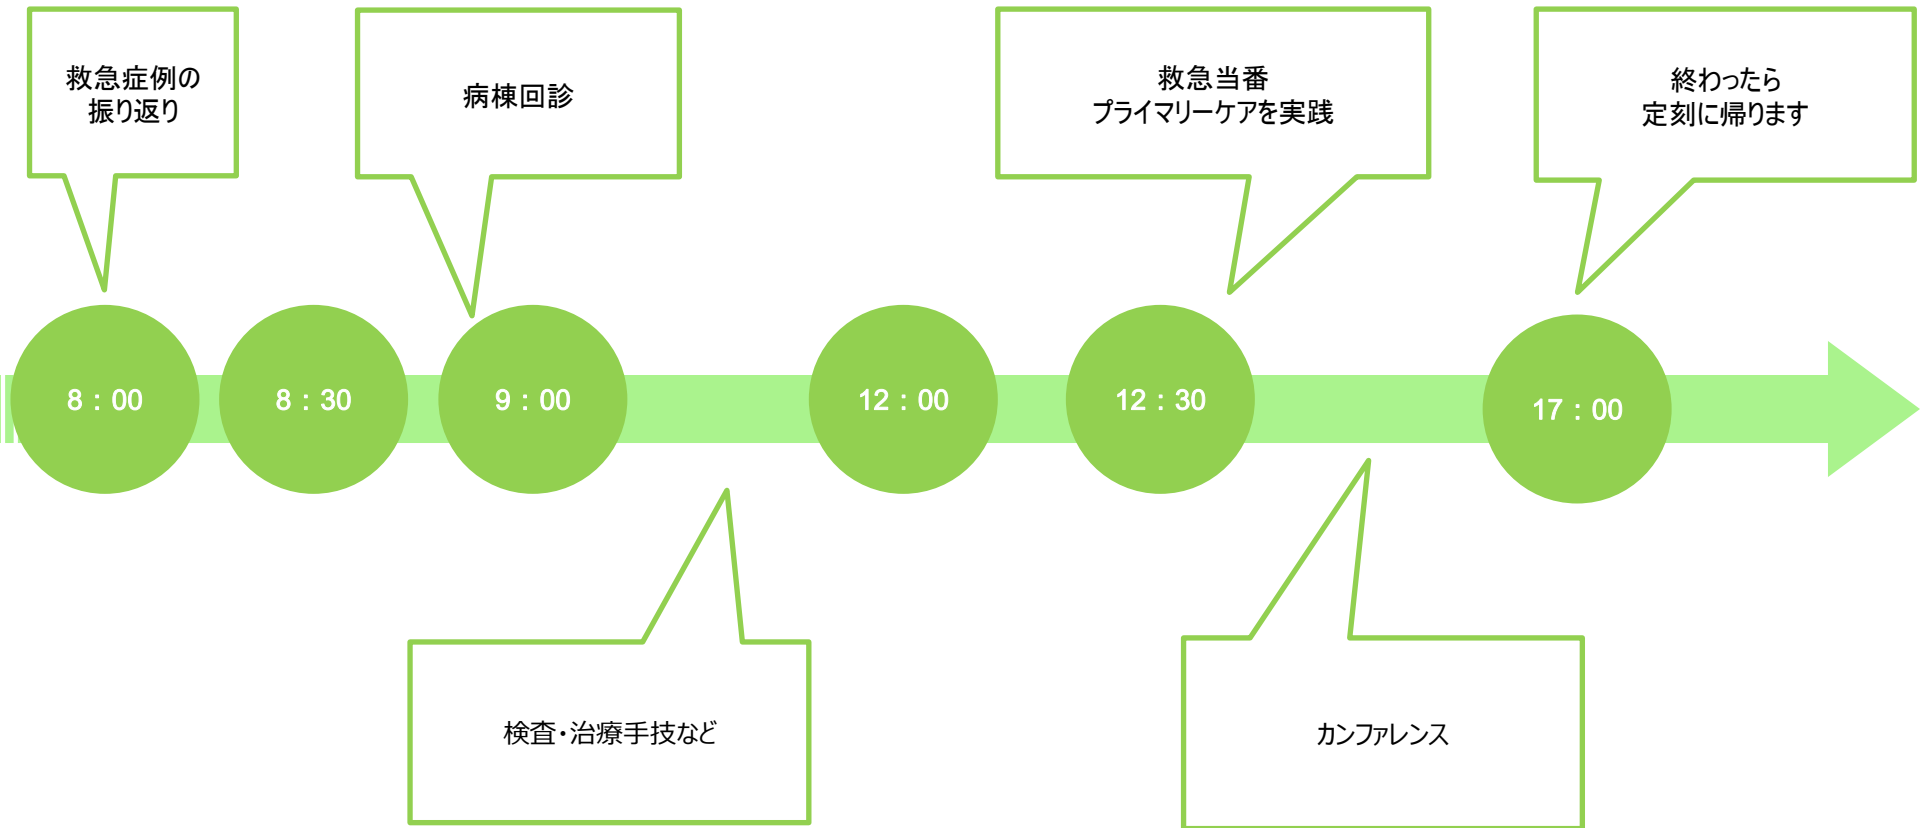 救急症例の
振り返り
病棟回診
救急当番
プライマリーケアを実践
終わったら
定刻に帰ります
8：00
8：30
9：00
12：00
12：30
17：00
検査・治療手技など
カンファレンス